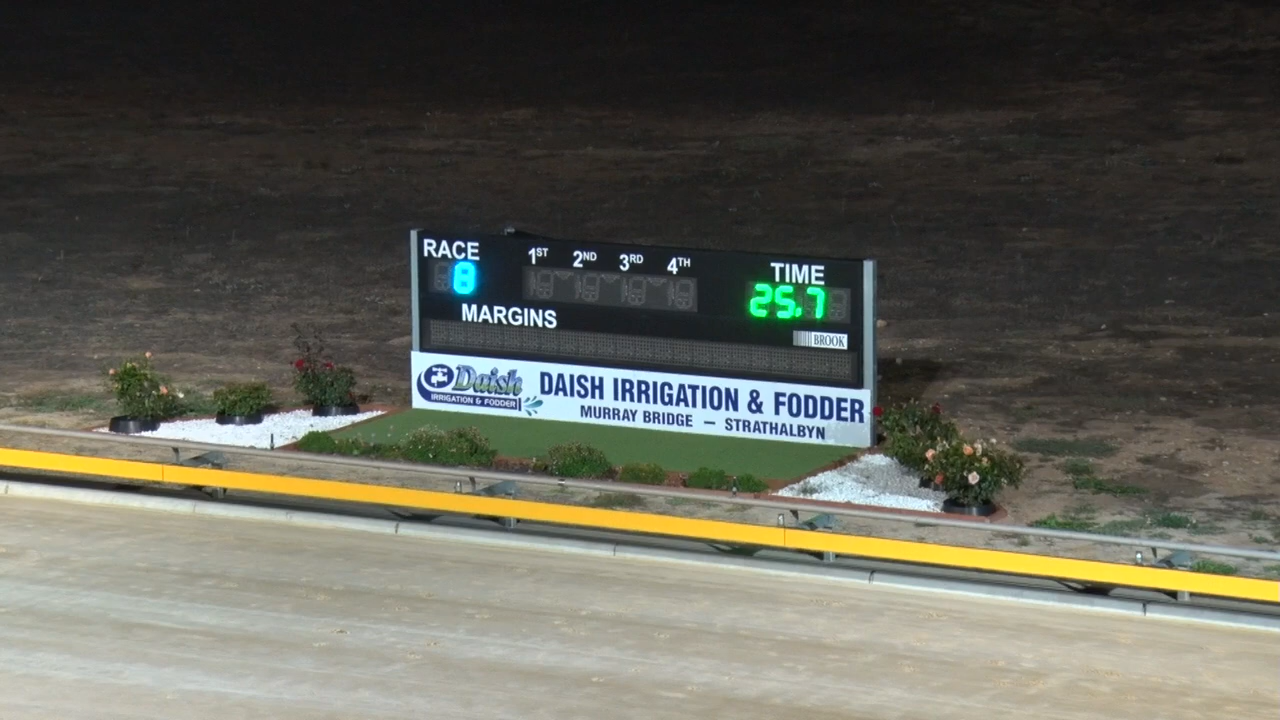 RACE 1ST 2ND 3RD 4TH TIME
8 25.7
MARGINS
BROOK
Daish
IRRIGATION & FODDER
DAISH IRRIGATION & FODDER
MURRAY BRIDGE – STRATHALBYN